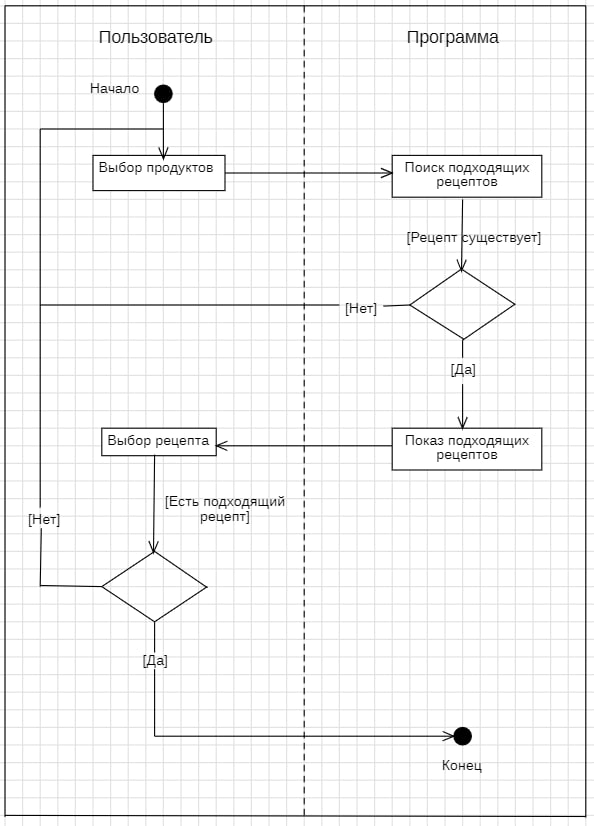 Пользователь
Программа
Начало
Выбор продуктов
Поиск подходящих
рецептов
[Рецепт существует]
[Нет]
[Да]
Выбор рецепта
Показ подходящих
рецептов
[Есть подходящий
рецепт]
[Нет]
[Да]
Конец